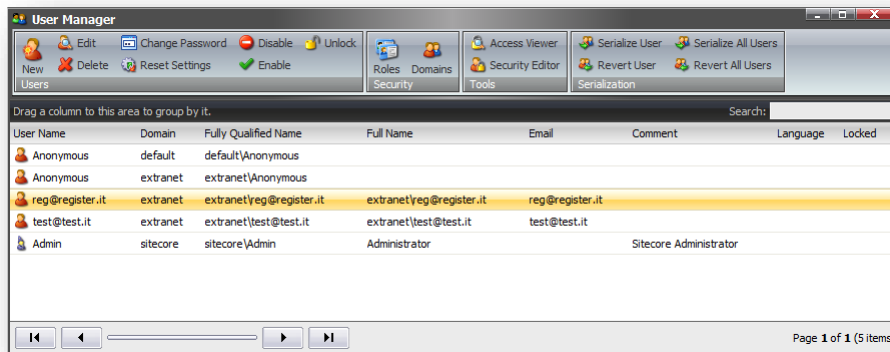 User Manager
New
Edit
Delete
Change Password
Reset Settings
Disable
Enable
Unlock
Users
Roles
Domains
Security
Access Viewer
Security Editor
Tools
Serialize User
Revert User
Serialize All Users
Revert All Users
Serialization
Drag a column to this area to group by it.
Search:
User Name Domain Fully Qualified Name Full Name Email Comment Language Locked
Anonymous default default\Anonymous
Anonymous extranet extranet\Anonymous
reg@register.it extranet extranet\reg@register.it extranet\reg@register.it reg@register.it
test@test.it extranet extranet\test@test.it extranet\test@test.it test@test.it
Admin sitecore sitecore\Admin Administrator Sitecore Administrator
Page 1 of 1 (5 items